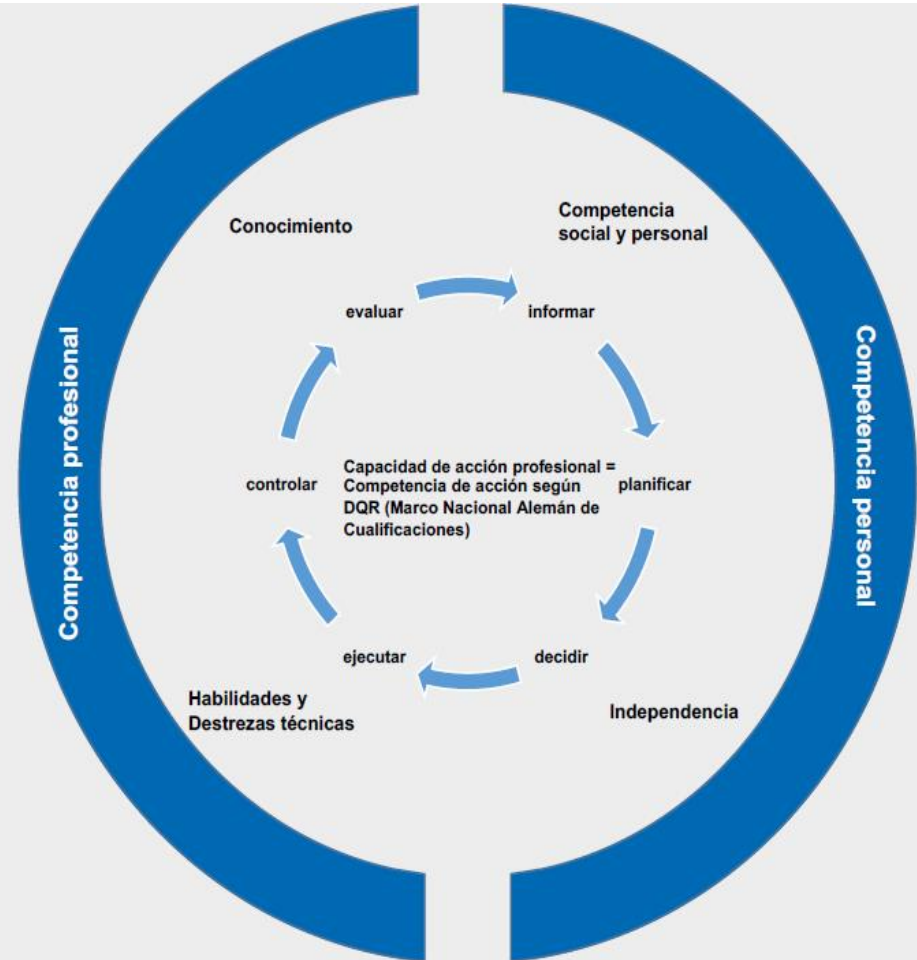 Competencia profesional
Conocimiento
Competencia
social y personal
evaluar
informar
controlar
Capacidad de acción profesional =
Competencia de acción según
DQR (Marco Nacional Alemán de
Cualificaciones)
planificar
ejecutar
decidir
Habilidades y
Destrezas técnicas
Independencia
Competencia personal